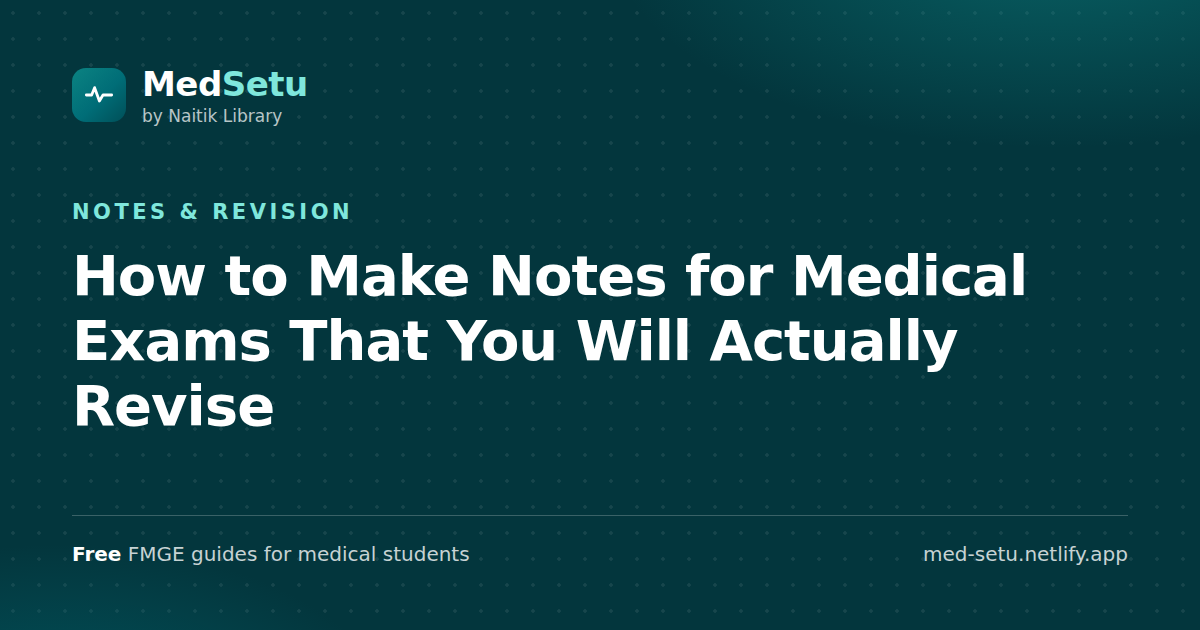 MedSetu
by Naitik Library
NOTES & REVISION
How to Make Notes for Medical
Exams That You Will Actually
Revise
Free FMGE guides for medical students
med-setu.netlify.app